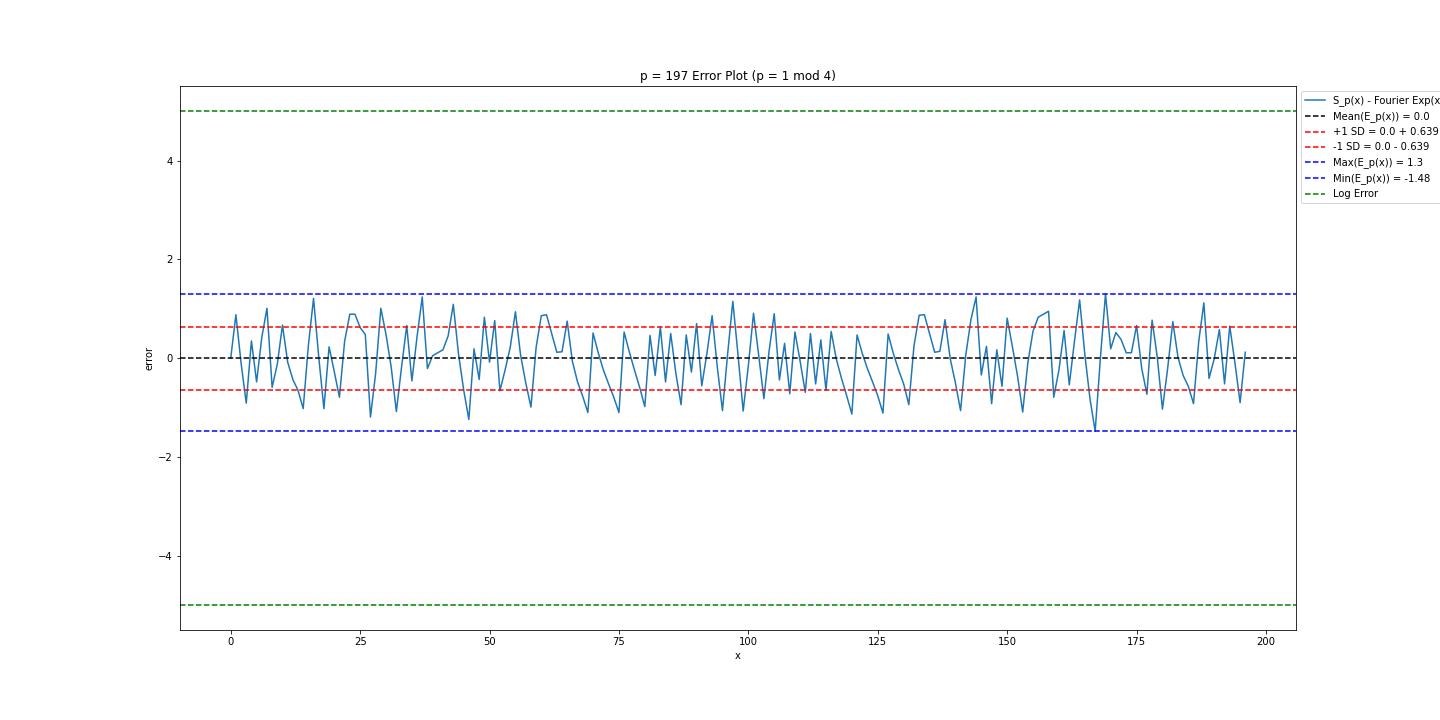 p = 197 Error Plot (p = 1 mod 4)
S_p(x) - Fourier Exp(x
Mean(E_p(x)) = 0.0
+1 SD = 0.0 + 0.639
-1 SD = 0.0 - 0.639
Max(E_p(x)) = 1.3
Min(E_p(x)) = -1.48
Log Error
error
4
2
0
−2
−4
0 25 50 75 100 125 150 175 200
x